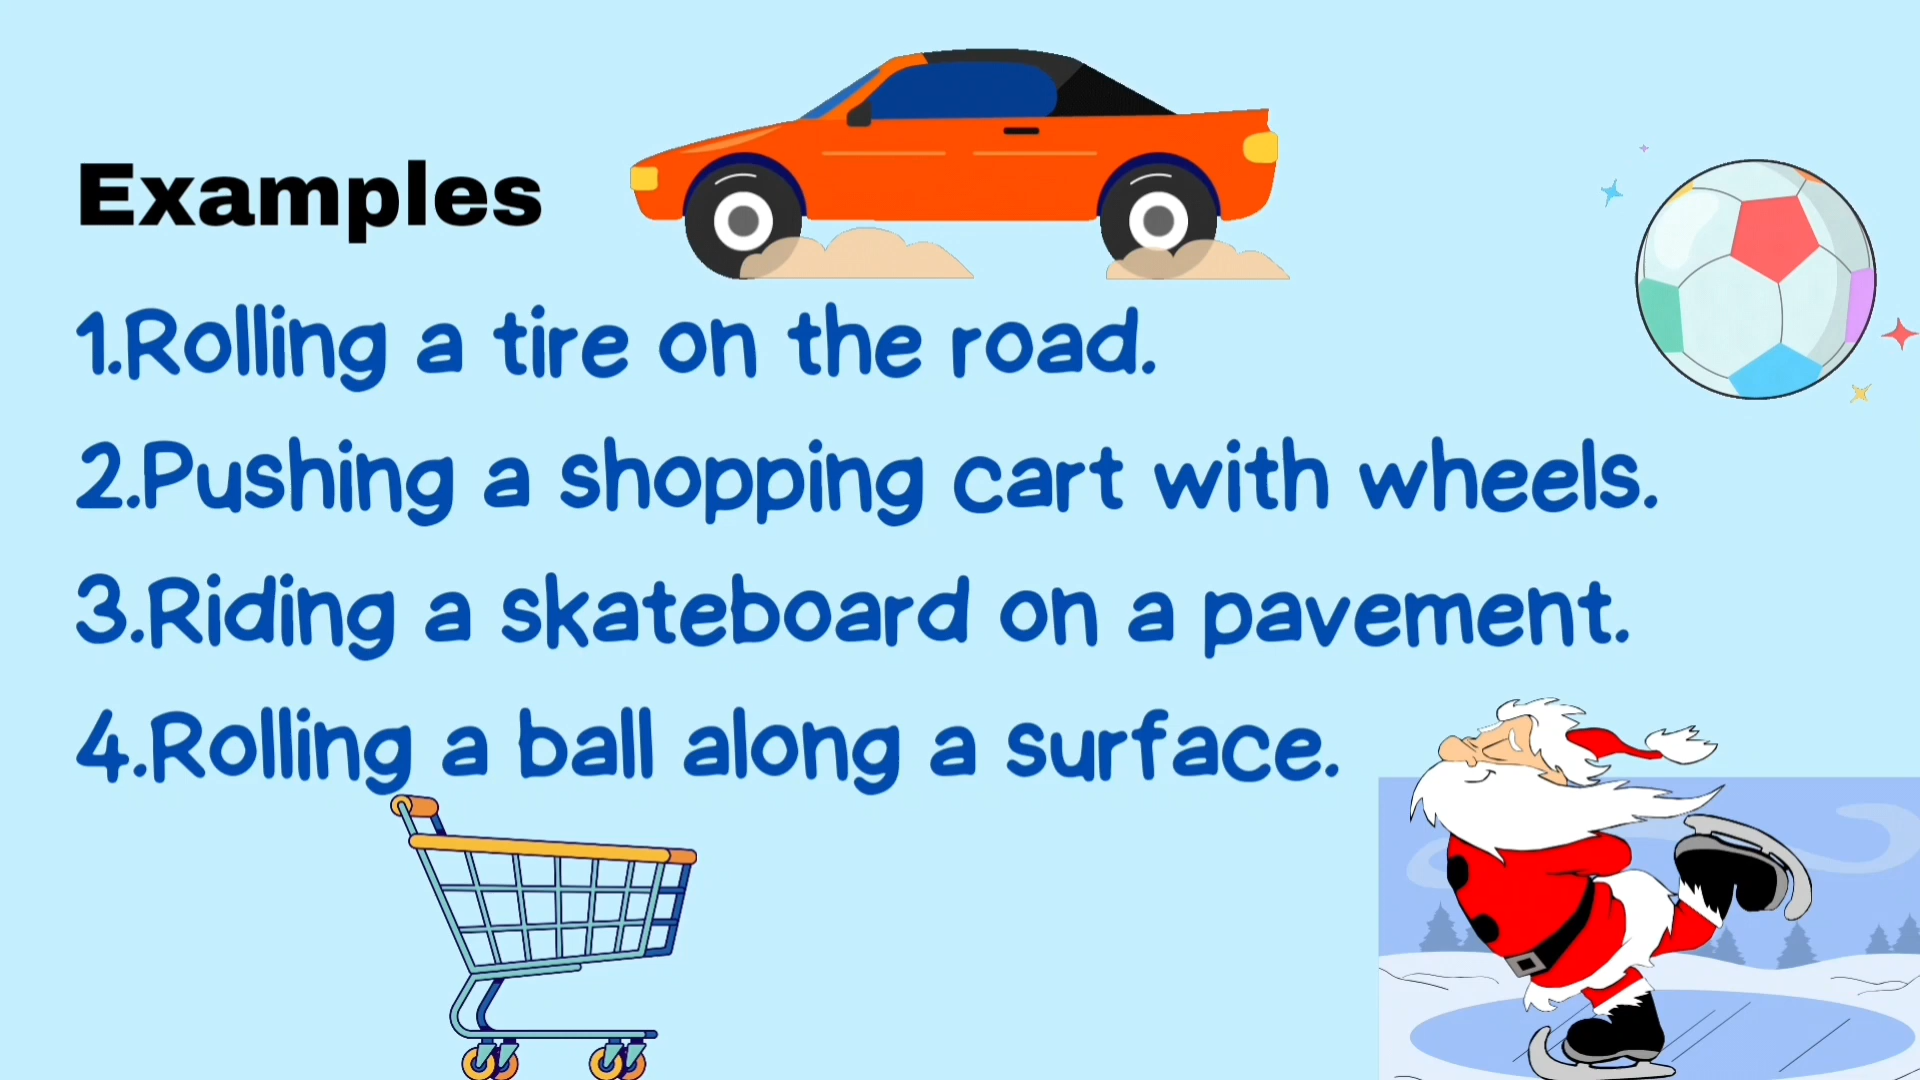 Examples
1.Rolling a tire on the road.
2.Pushing a shopping cart with wheels.
3.Riding a skateboard on a pavement.
4.Rolling a ball along a surface.